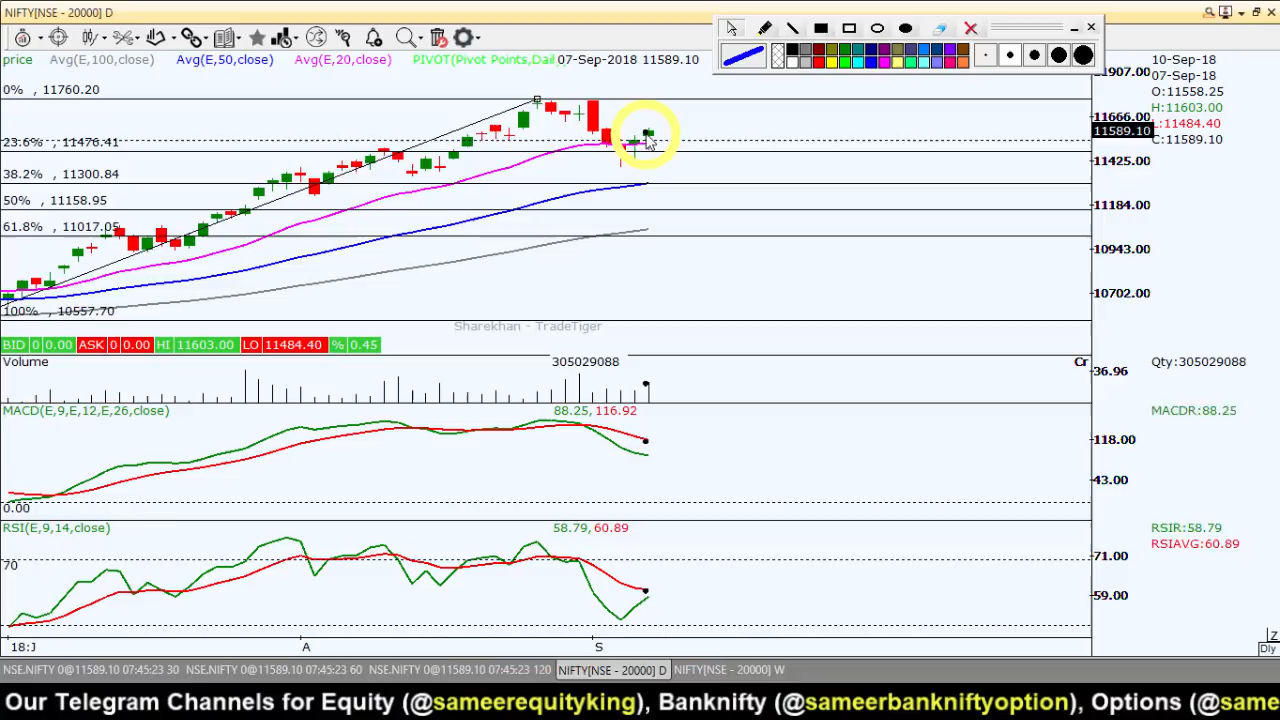 NIFTY[NSE - 20000] D
price Avg(E,100,close) Avg(E,50,close) Avg(E,20,close) PIVOT(Pivot Points,Dail 07-Sep-2018 11589.10
10-Sep-18
07-Sep-18
O:11558.25
H:11603.00
L:11484.40
C:11589.10
11907.00
11666.00
11589.10
11425.00
11184.00
10943.00
10702.00
0% , 11760.20
23.6% , 11476.41
38.2% , 11300.84
50% , 11158.95
61.8% , 11017.05
100% , 10557.70
Sharekhan - TradeTiger
BID 0 0.00 ASK 0 0.00 HI 11603.00 LO 11484.40 % 0.45
Volume 305029088 Cr
36.96
Qty:305029088
MACD(E,9,E,12,E,26,close) 88.25, 116.92
MACDR:88.25
118.00
43.00
0.00
RSI(E,9,14,close) 58.79, 60.89
RSIR:58.79
RSIAVG:60.89
70
71.00
59.00
18:J A S
Z
Dly
NSE.NIFTY 0@11589.10 07:45:23 30 NSE.NIFTY 0@11589.10 07:45:23 60 NSE.NIFTY 0@11589.10 07:45:23 120 NIFTY[NSE - 20000] D NIFTY[NSE - 20000] W
Our Telegram Channels for Equity (@sameerequityking), Banknifty (@sameerbankniftyoption), Options (@same